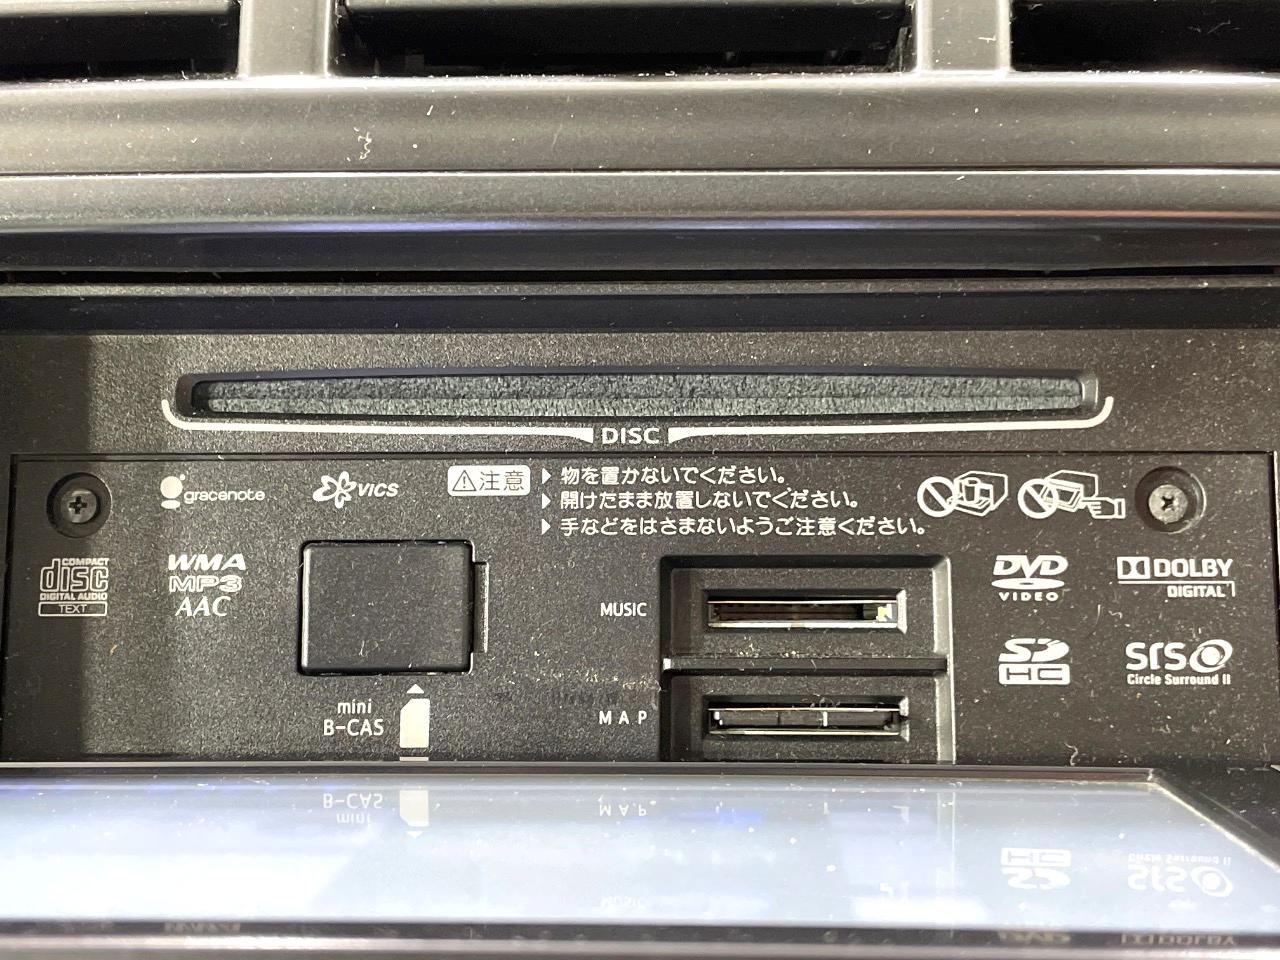 DISC
gracenote
VICS
⚠注意
▶物を置かないでください。
▶開けたまま放置しないでください。
▶手などをはさまないようご注意ください。
COMPACT
disc
DIGITAL AUDIO
TEXT
WMA
MP3
AAC
MUSIC
DVD
VIDEO
DOLBY
DIGITAL
mini
B-CAS
MAP
SD
HC
SRS
Circle Surround II